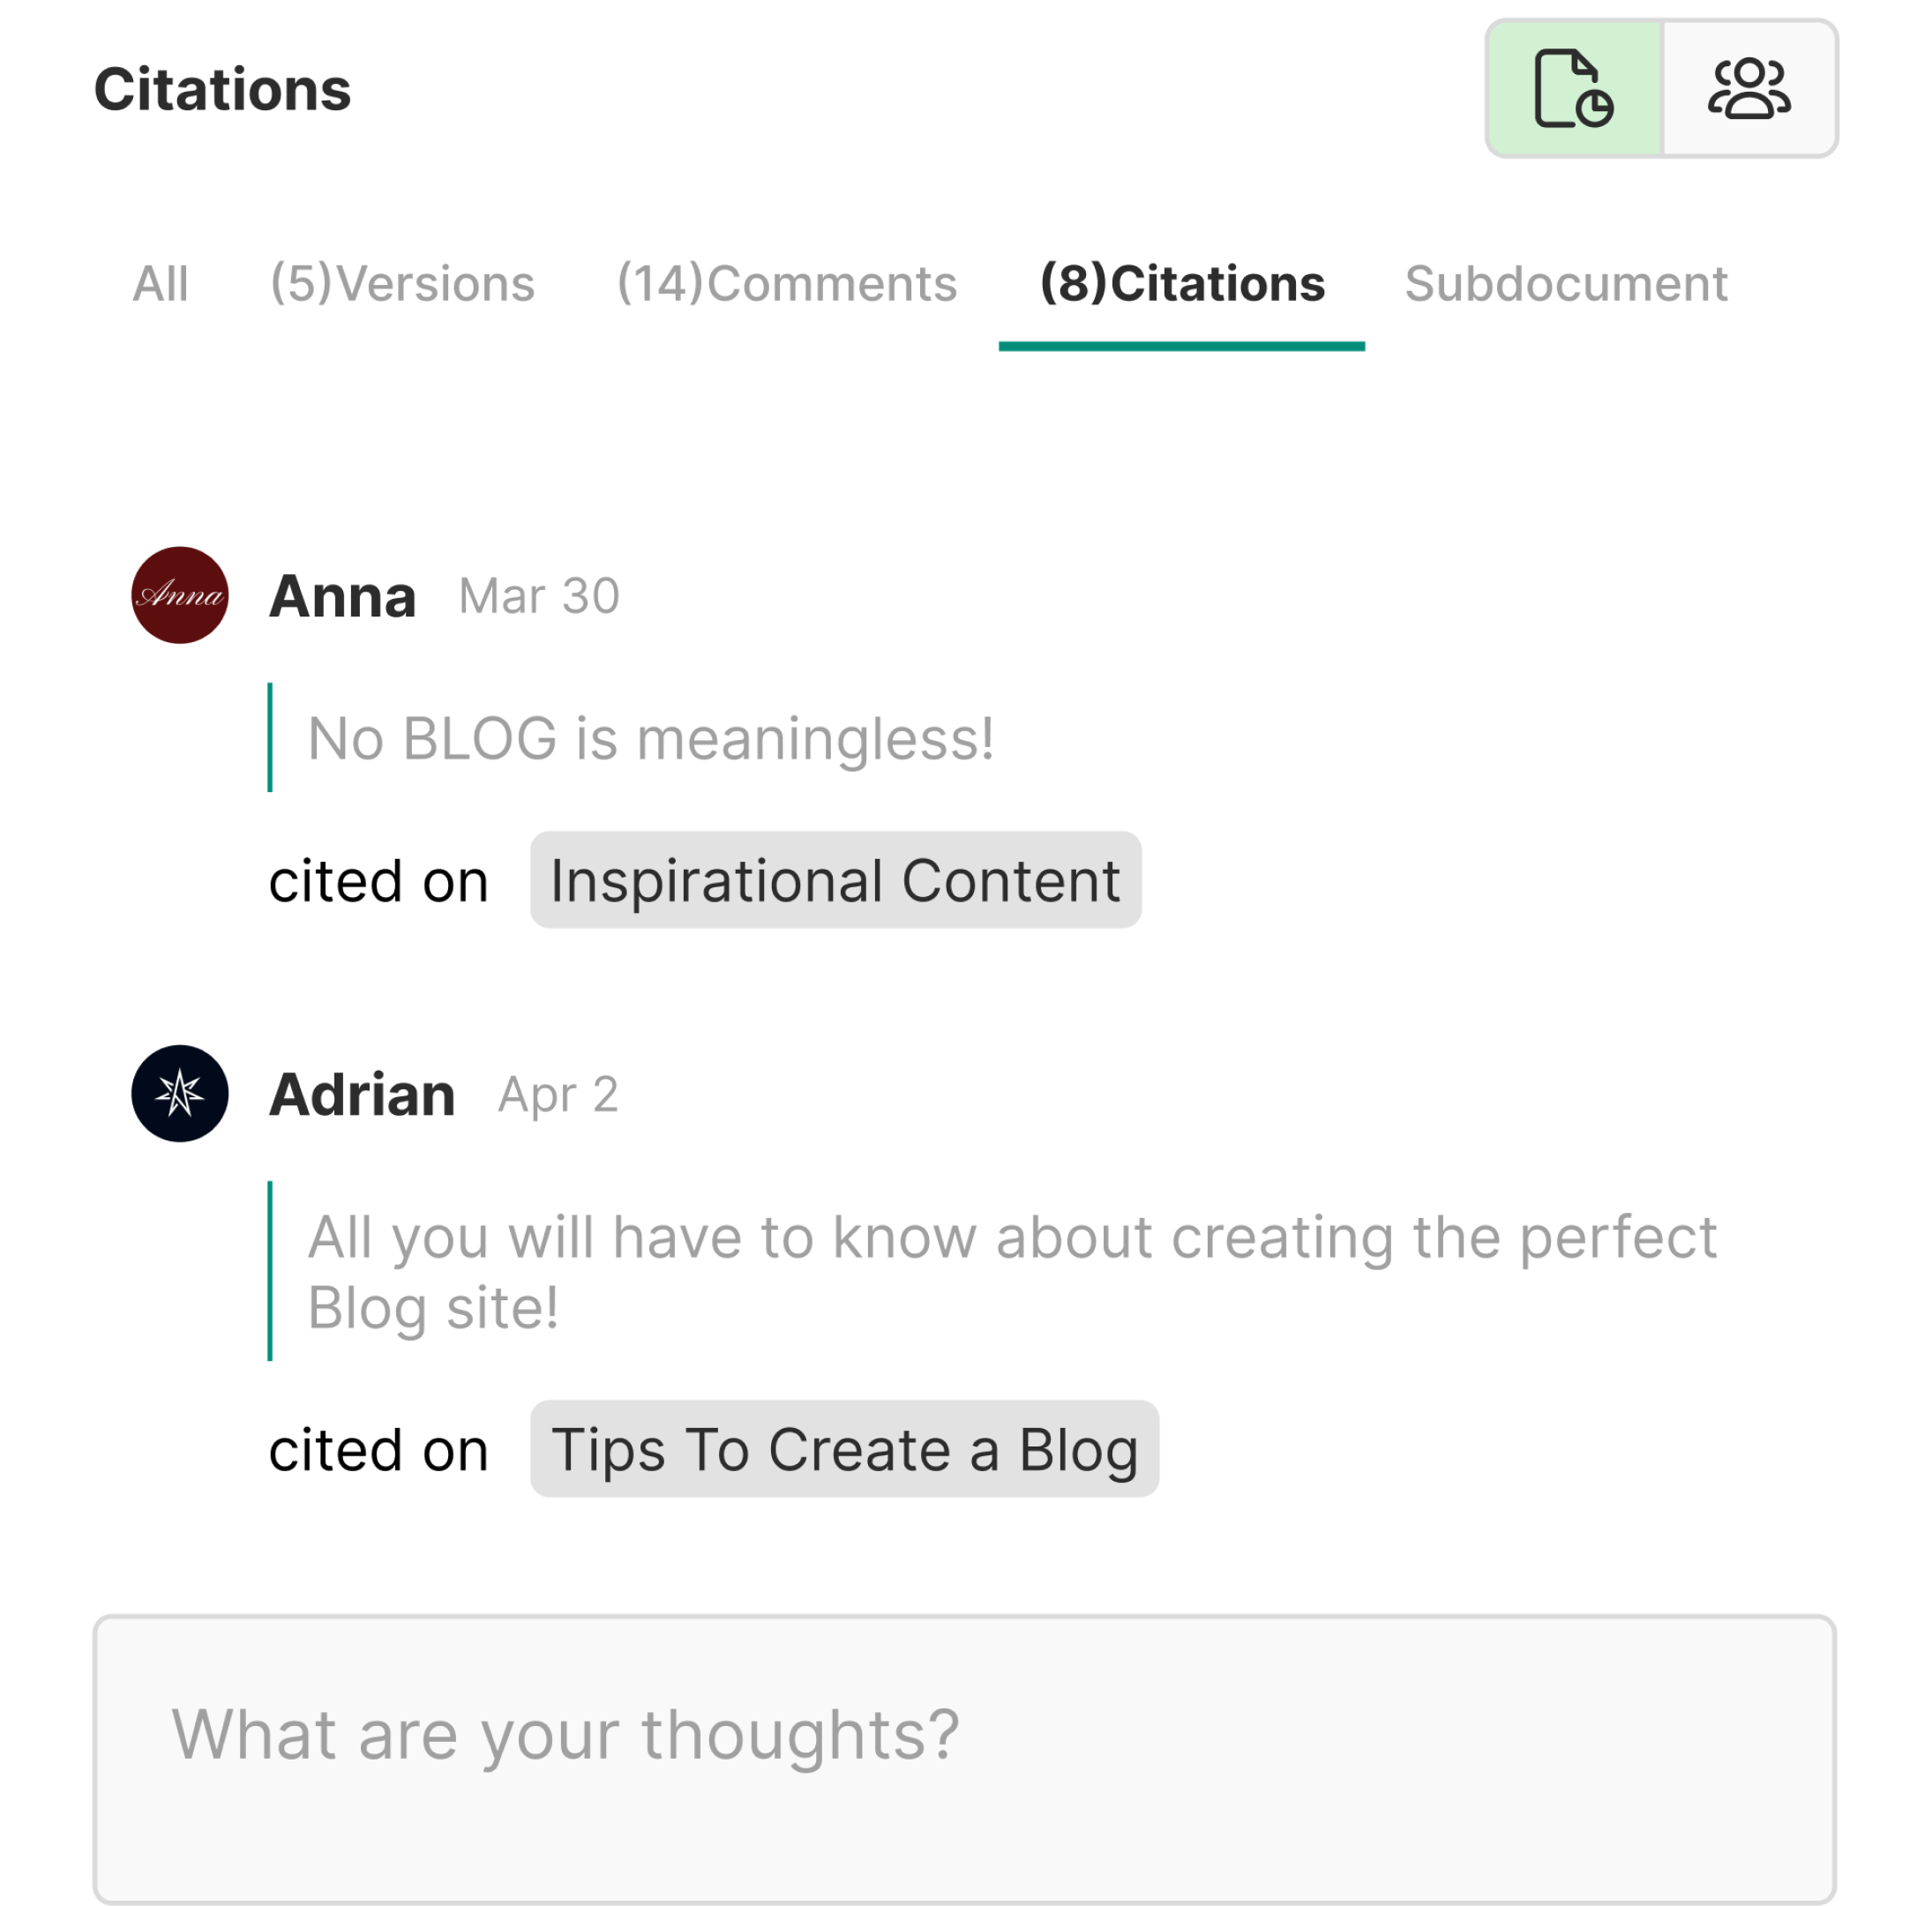 Citations
All (5)Versions (14)Comments (8)Citations Subdocument
Anna
Anna Mar 30
No BLOG is meaningless!
cited on Inspirational Content
Adrian Apr 2
All you will have to know about creating the perfect
Blog site!
cited on Tips To Create a Blog
What are your thoughts?